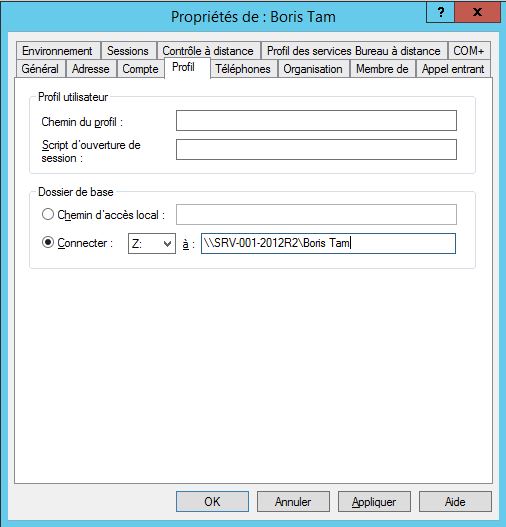 Propriétés de : Boris Tam
? x
Environnement Sessions Contrôle à distance Profil des services Bureau à distance COM+
Général Adresse Compte Profil Téléphones Organisation Membre de Appel entrant
Profil utilisateur
Chemin du profil :
Script d'ouverture de
session :
Dossier de base
Chemin d'accès local :
Connecter : Z: à : \\SRV-001-2012R2\Boris Tam
OK Annuler Appliquer Aide